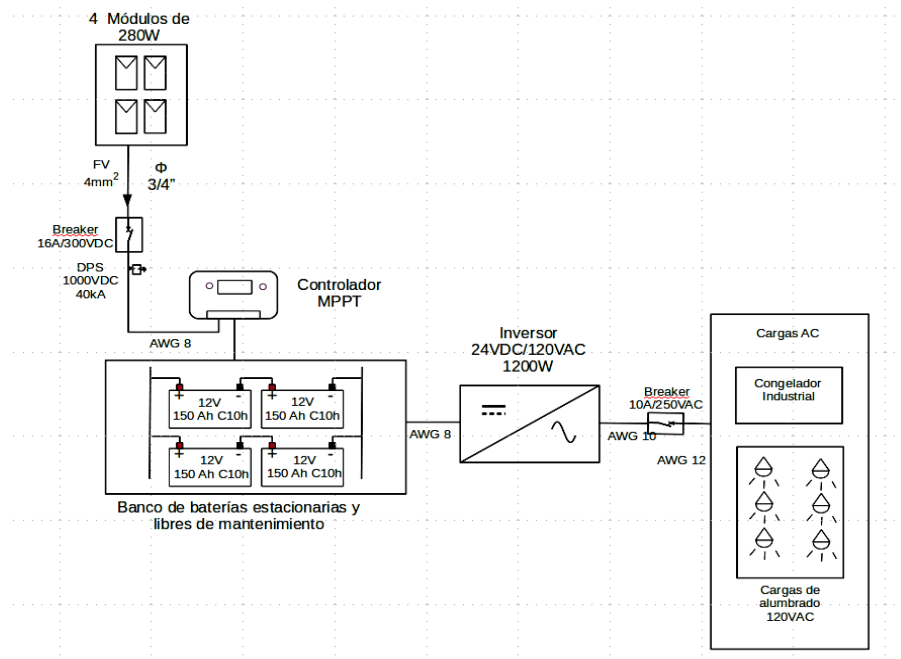 4 Módulos de
280W
FV
4mm²
Φ
3/4”
Breaker
16A/300VDC
DPS
1000VDC
40kA
AWG 8
Controlador
MPPT
+ 12V -
150 Ah C10h
+ 12V -
150 Ah C10h
+ 12V -
150 Ah C10h
+ 12V -
150 Ah C10h
Banco de baterías estacionarias y
libres de mantenimiento
AWG 8
Inversor
24VDC/120VAC
1200W
Breaker
10A/250VAC
AWG 10
AWG 12
Cargas AC
Congelador
Industrial
Cargas de
alumbrado
120VAC